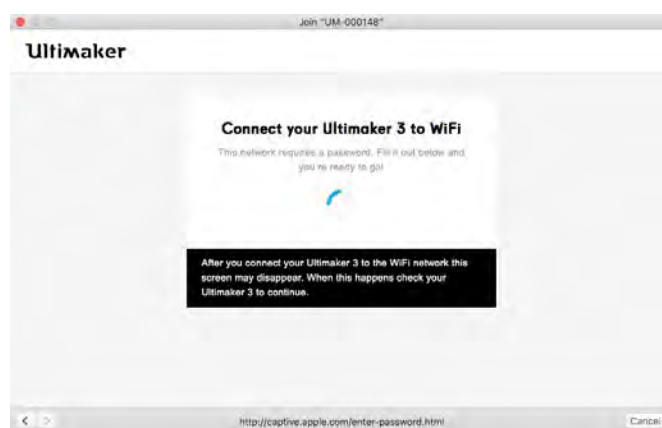 Join "UM-000148"
Ultimaker
Connect your Ultimaker 3 to WiFi
This network requires a password. Fill it out below and
you're ready to go!
After you connect your Ultimaker 3 to the WiFi network this
screen may disappear. When this happens check your
Ultimaker 3 to continue.
http://captive.apple.com/enter-password.html
Cancel